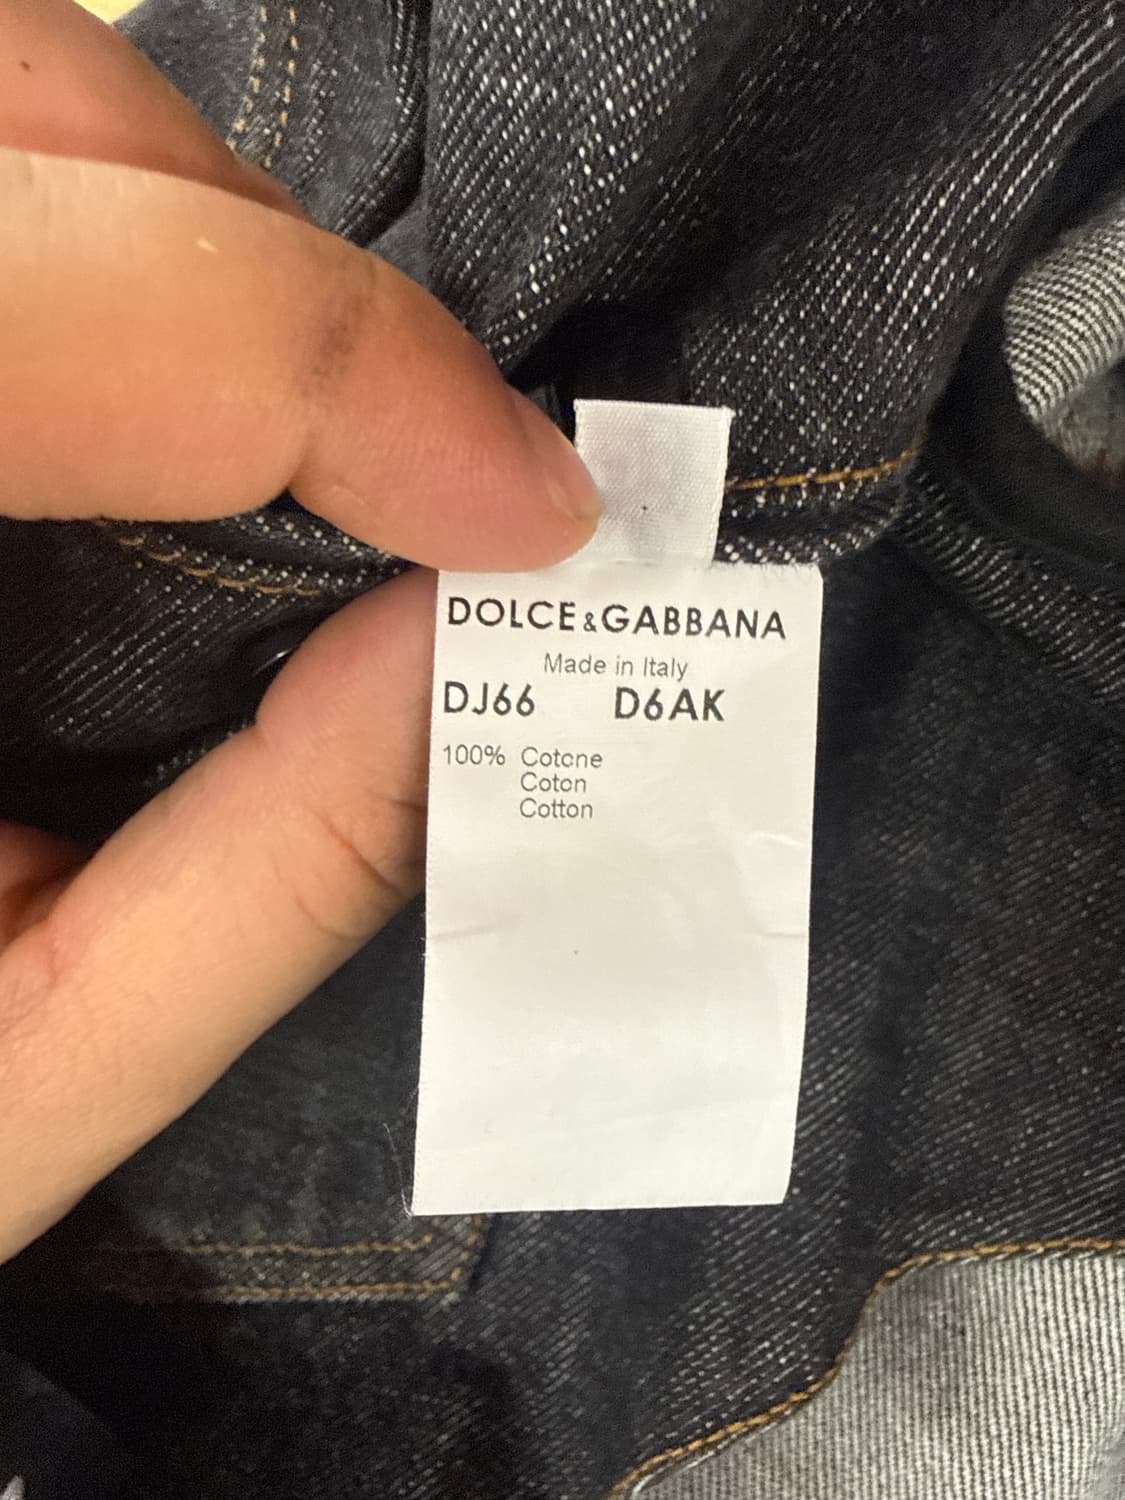 DOLCE&GABBANA
Made in Italy
DJ66 D6AK
100% Cotone
Coton
Cotton